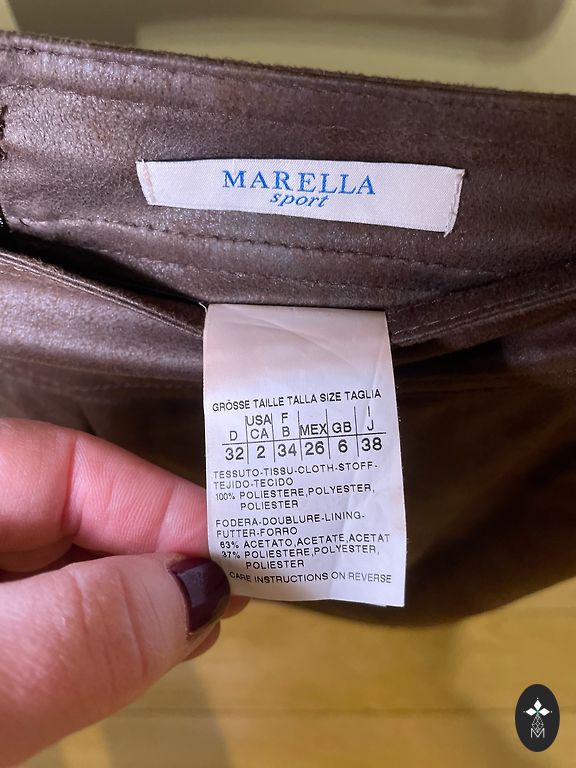 MARELLA
sport
GRÖSSE TAILLE TALLA SIZE TAGLIA
D USA CA F B MEX GB I J
32 2 34 26 6 38
TESSUTO-TISSU-CLOTH-STOFF-
TEJIDO-TECIDO
100% POLIESTERE,POLYESTER,
POLIESTER
FODERA-DOUBLURE-LINING-
FUTTER-FORRO
63% ACETATO,ACETATE,ACETAT
37% POLIESTERE,POLYESTER,
POLIESTER
CARE INSTRUCTIONS ON REVERSE
M